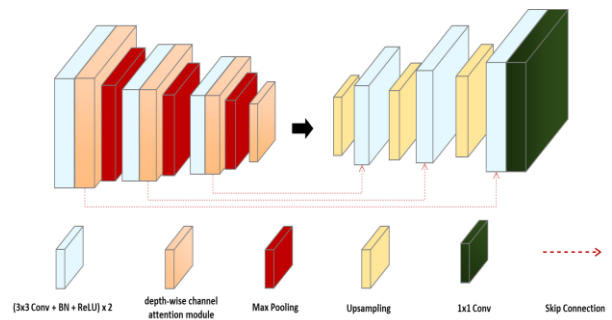 (3x3 Conv + BN + ReLU) x 2
depth-wise channel
attention module
Max Pooling
Upsampling
1x1 Conv
Skip Connection